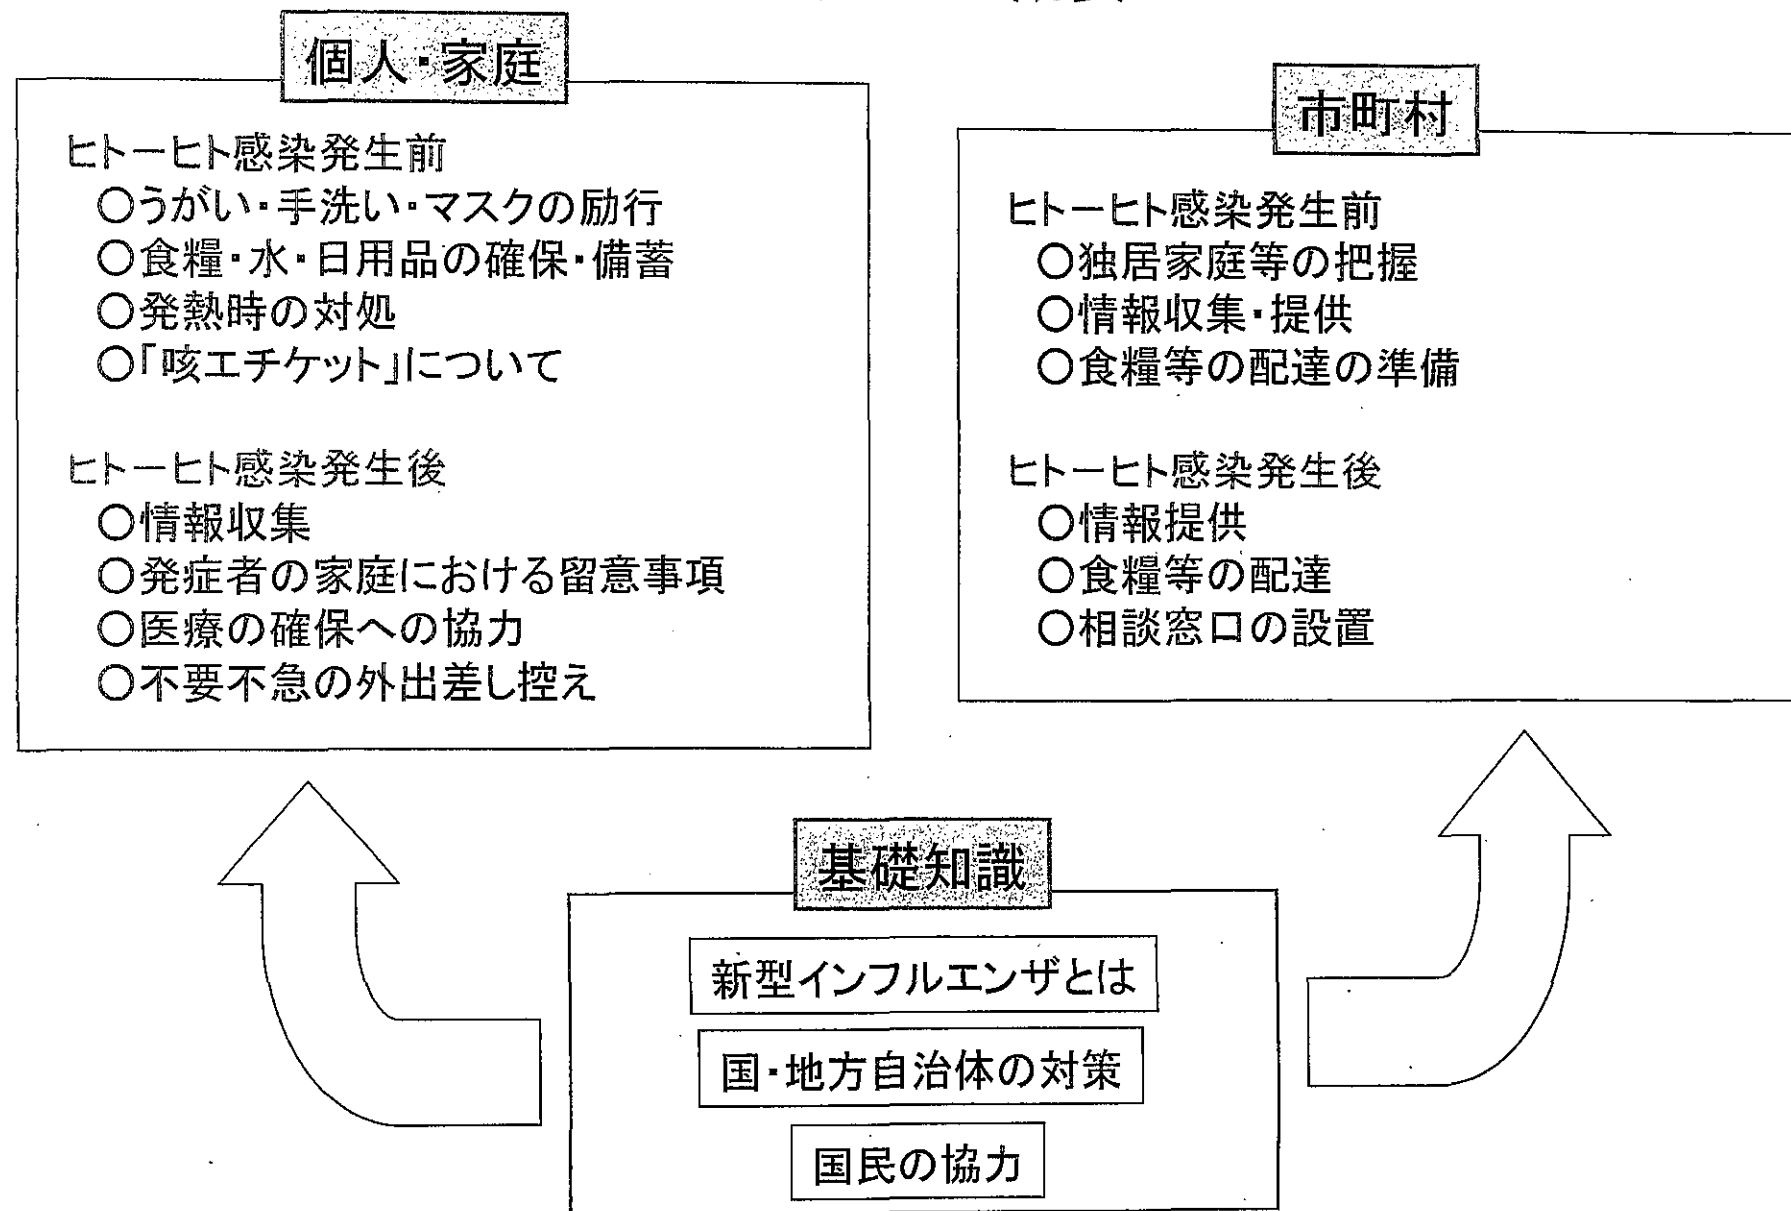 個人・家庭
ヒトーヒト感染発生前
○うがい・手洗い・マスクの励行
○食糧・水・日用品の確保・備蓄
○発熱時の対処
○「咳エチケット」について
ヒトーヒト感染発生後
○情報収集
○発症者の家庭における留意事項
○医療の確保への協力
○不要不急の外出差し控え
市町村
ヒトーヒト感染発生前
○独居家庭等の把握
○情報収集・提供
○食糧等の配達の準備
ヒトーヒト感染発生後
○情報提供
○食糧等の配達
○相談窓口の設置
基礎知識
新型インフルエンザとは
国・地方自治体の対策
国民の協力